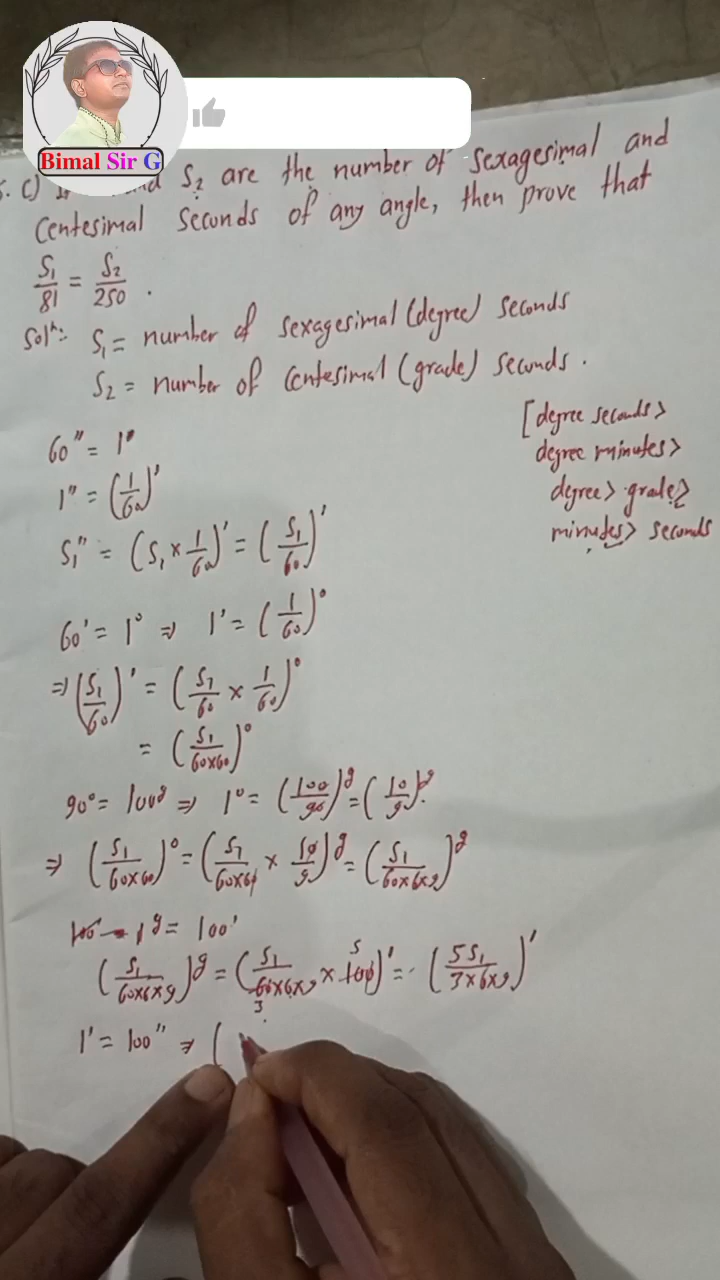 Bimal Sir G
c) S₂ are the number of sexagesimal and
Centesimal seconds of any angle, then prove that
S₁/81 = S₂/250 .
Solⁿ: S₁ = number of sexagesimal (degree) seconds
S₂ = number of Centesimal (grade) seconds .
[degree seconds>
degree minutes>
degree> grade>
minutes> seconds
60″ = 1′
1″ = (1/60)′
S₁″ = (S₁ × 1/60)′ = (S₁/60)′
60′ = 1° ⇒ 1′ = (1/60)°
⇒ (S₁/60)′ = (S₁/60 × 1/60)°
= (S₁/60×60)°
90° = 100ᵍ ⇒ 1° = (100/90)ᵍ = (10/9)ᵍ.
⇒ (S₁/60×60)° = (S₁/60×60 × 10/9)ᵍ = (S₁/60×6×9)ᵍ
1ᵍ = 100′
(S₁/60×6×9)ᵍ = (S₁/60×6×9 × 100)′ = (5S₁/3×6×9)′
5
3
1′ = 100″ ⇒ (